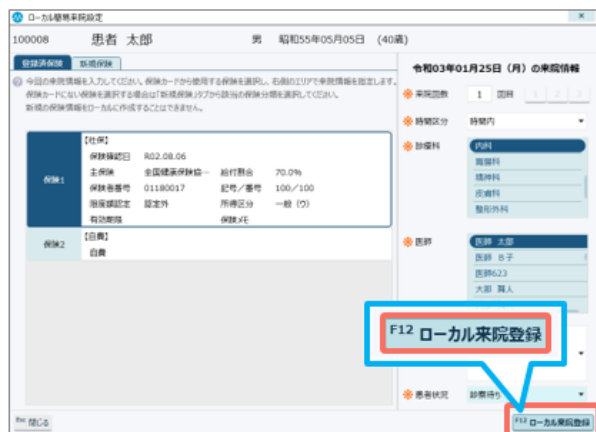 ローカル簡易来院設定
100008 患者 太郎 男 昭和55年05月05日 (40歳)
登録済保険 新規保険
今回の来院情報を入力してください。保険カードから使用する保険を選択し、右側のエリアで来院情報を指定します。
保険カードにない保険を選択する場合は「新規保険」タブから該当の保険分類を選択してください。
新規の保険情報をローカルに作成することはできません。
保険1
【社保】
保険確認日 R02.08.06
主保険 全国健康保険協… 給付割合 70.0%
保険者番号 01180017 記号/番号 100/100
限度額認定 認定外 所得区分 一般 (ウ)
有効期限 保険メモ
保険2
【自費】
自費
令和03年01月25日 (月) の来院情報
来院回数 1 回目 1 2 3
時間区分 時間内
診療科 内科
胃腸科
精神科
皮膚科
整形外科
医師 医師 太郎
医師 B子
医師623
大郎 職人
F12 ローカル来院登録
患者状況 診察待ち
Esc 閉じる
F12 ローカル来院登録